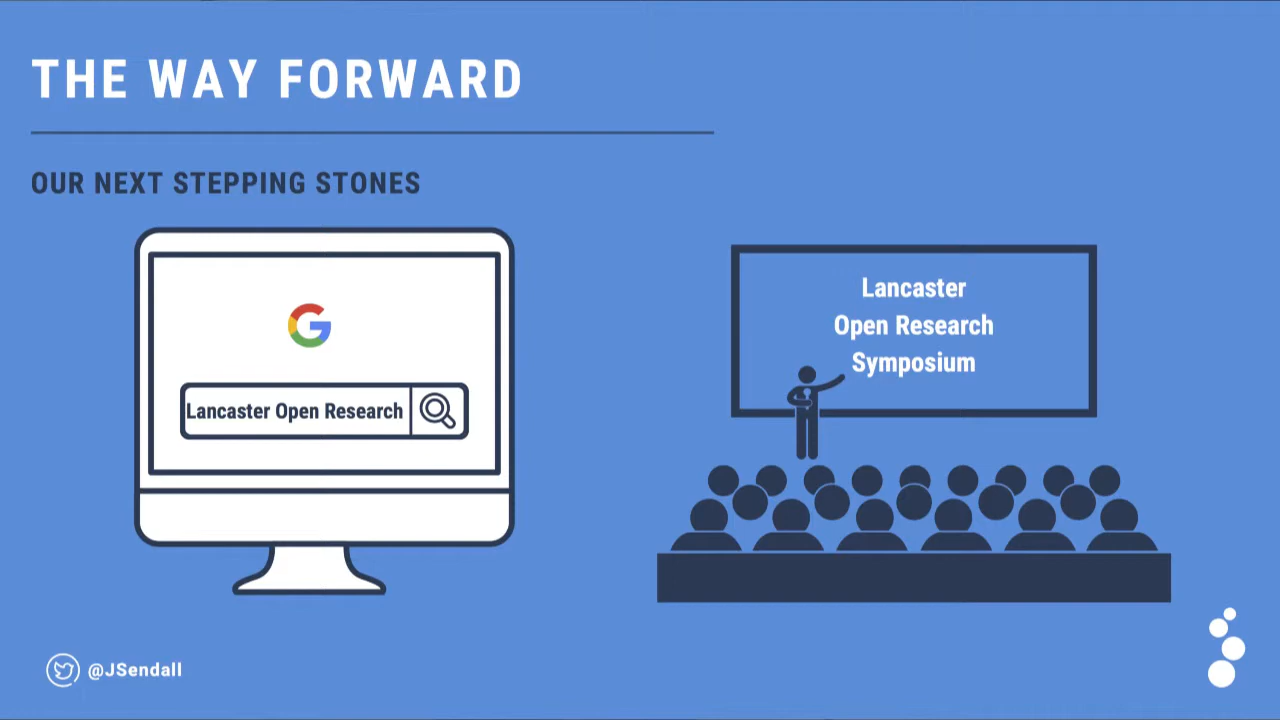 THE WAY FORWARD
OUR NEXT STEPPING STONES
Lancaster Open Research
Lancaster
Open Research
Symposium
@JSendall